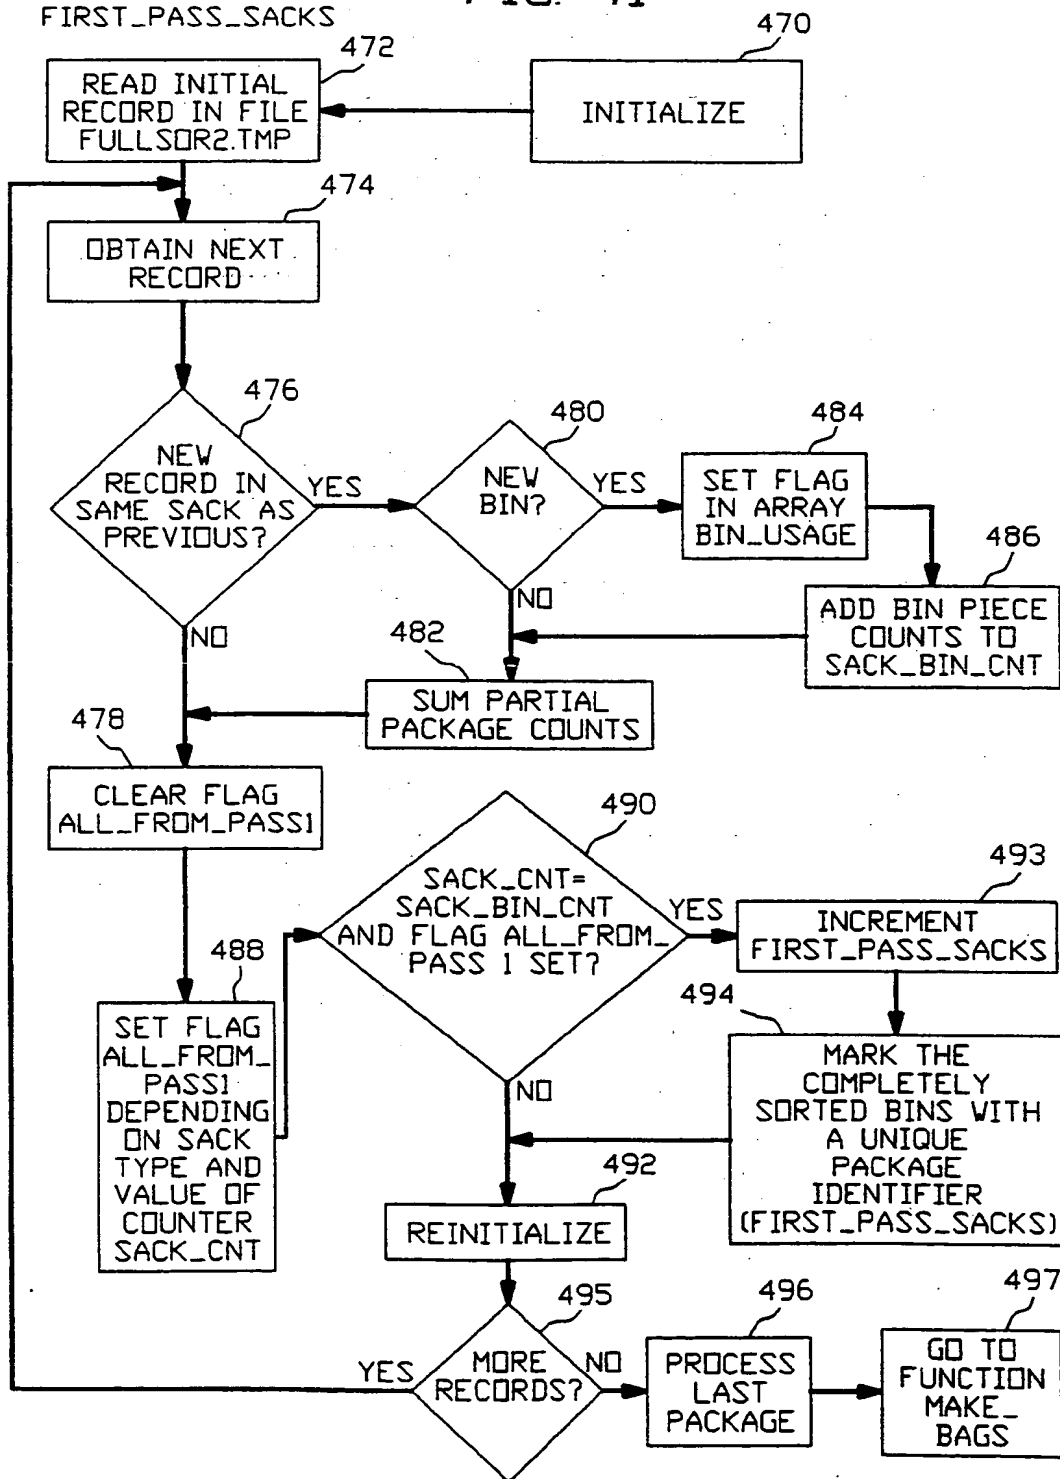 FIRST_PASS_SACKS
472
470
READ INITIAL
RECORD IN FILE
FULLSOR2.TMP
INITIALIZE
474
OBTAIN NEXT
RECORD
476
NEW
RECORD IN
SAME SACK AS
PREVIOUS?
YES
NO
480
NEW
BIN?
YES
NO
484
SET FLAG
IN ARRAY
BIN_USAGE
486
ADD BIN PIECE
COUNTS TO
SACK_BIN_CNT
482
SUM PARTIAL
PACKAGE COUNTS
478
CLEAR FLAG
ALL_FROM_PASS1
488
SET FLAG
ALL_FROM_
PASS1
DEPENDING
ON SACK
TYPE AND
VALUE OF
COUNTER
SACK_CNT
490
SACK_CNT=
SACK_BIN_CNT
AND FLAG ALL_FROM_
PASS 1 SET?
YES
NO
493
INCREMENT
FIRST_PASS_SACKS
494
MARK THE
COMPLETELY
SORTED BINS WITH
A UNIQUE
PACKAGE
IDENTIFIER
(FIRST_PASS_SACKS)
492
REINITIALIZE
495
MORE
RECORDS?
YES
NO
496
PROCESS
LAST
PACKAGE
497
GO TO
FUNCTION
MAKE_
BAGS